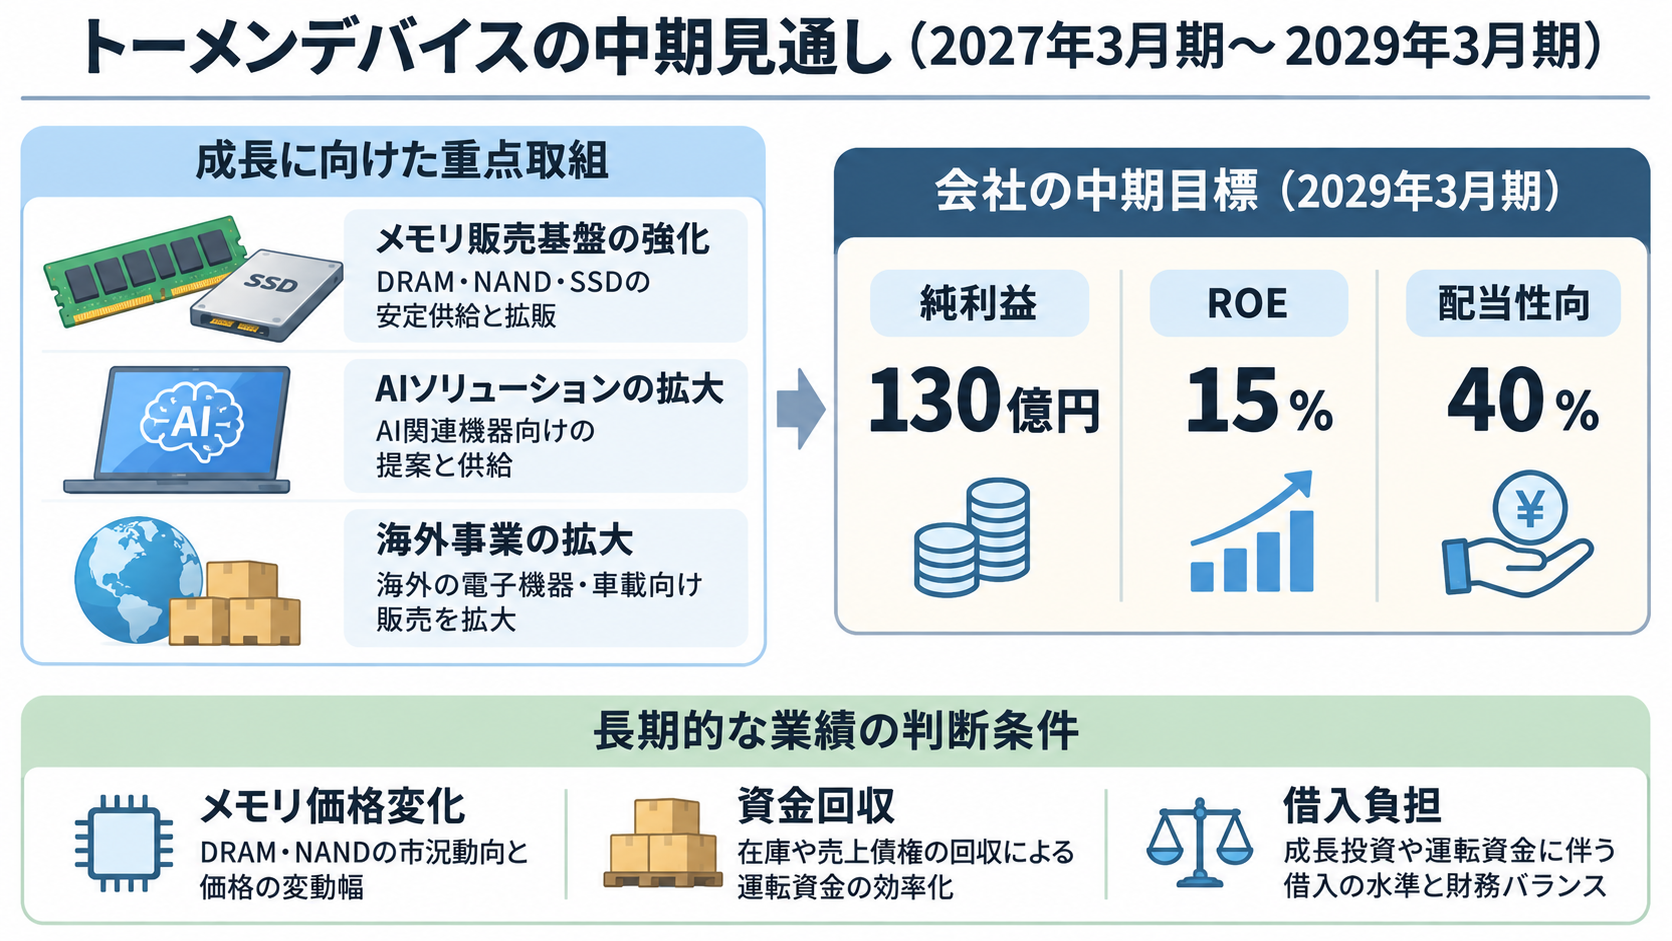 トーメンデバイスの中期見通し（2027年3月期～2029年3月期）
成長に向けた重点取組
SSD
メモリ販売基盤の強化
DRAM・NAND・SSDの
安定供給と拡販
AI
AIソリューションの拡大
AI関連機器向けの
提案と供給
海外事業の拡大
海外の電子機器・車載向け
販売を拡大
会社の中期目標（2029年3月期）
純利益
130億円
ROE
15%
配当性向
40%
¥
長期的な業績の判断条件
メモリ価格変化
DRAM・NANDの市況動向と
価格の変動幅
資金回収
在庫や売上債権の回収による
運転資金の効率化
借入負担
成長投資や運転資金に伴う
借入の水準と財務バランス